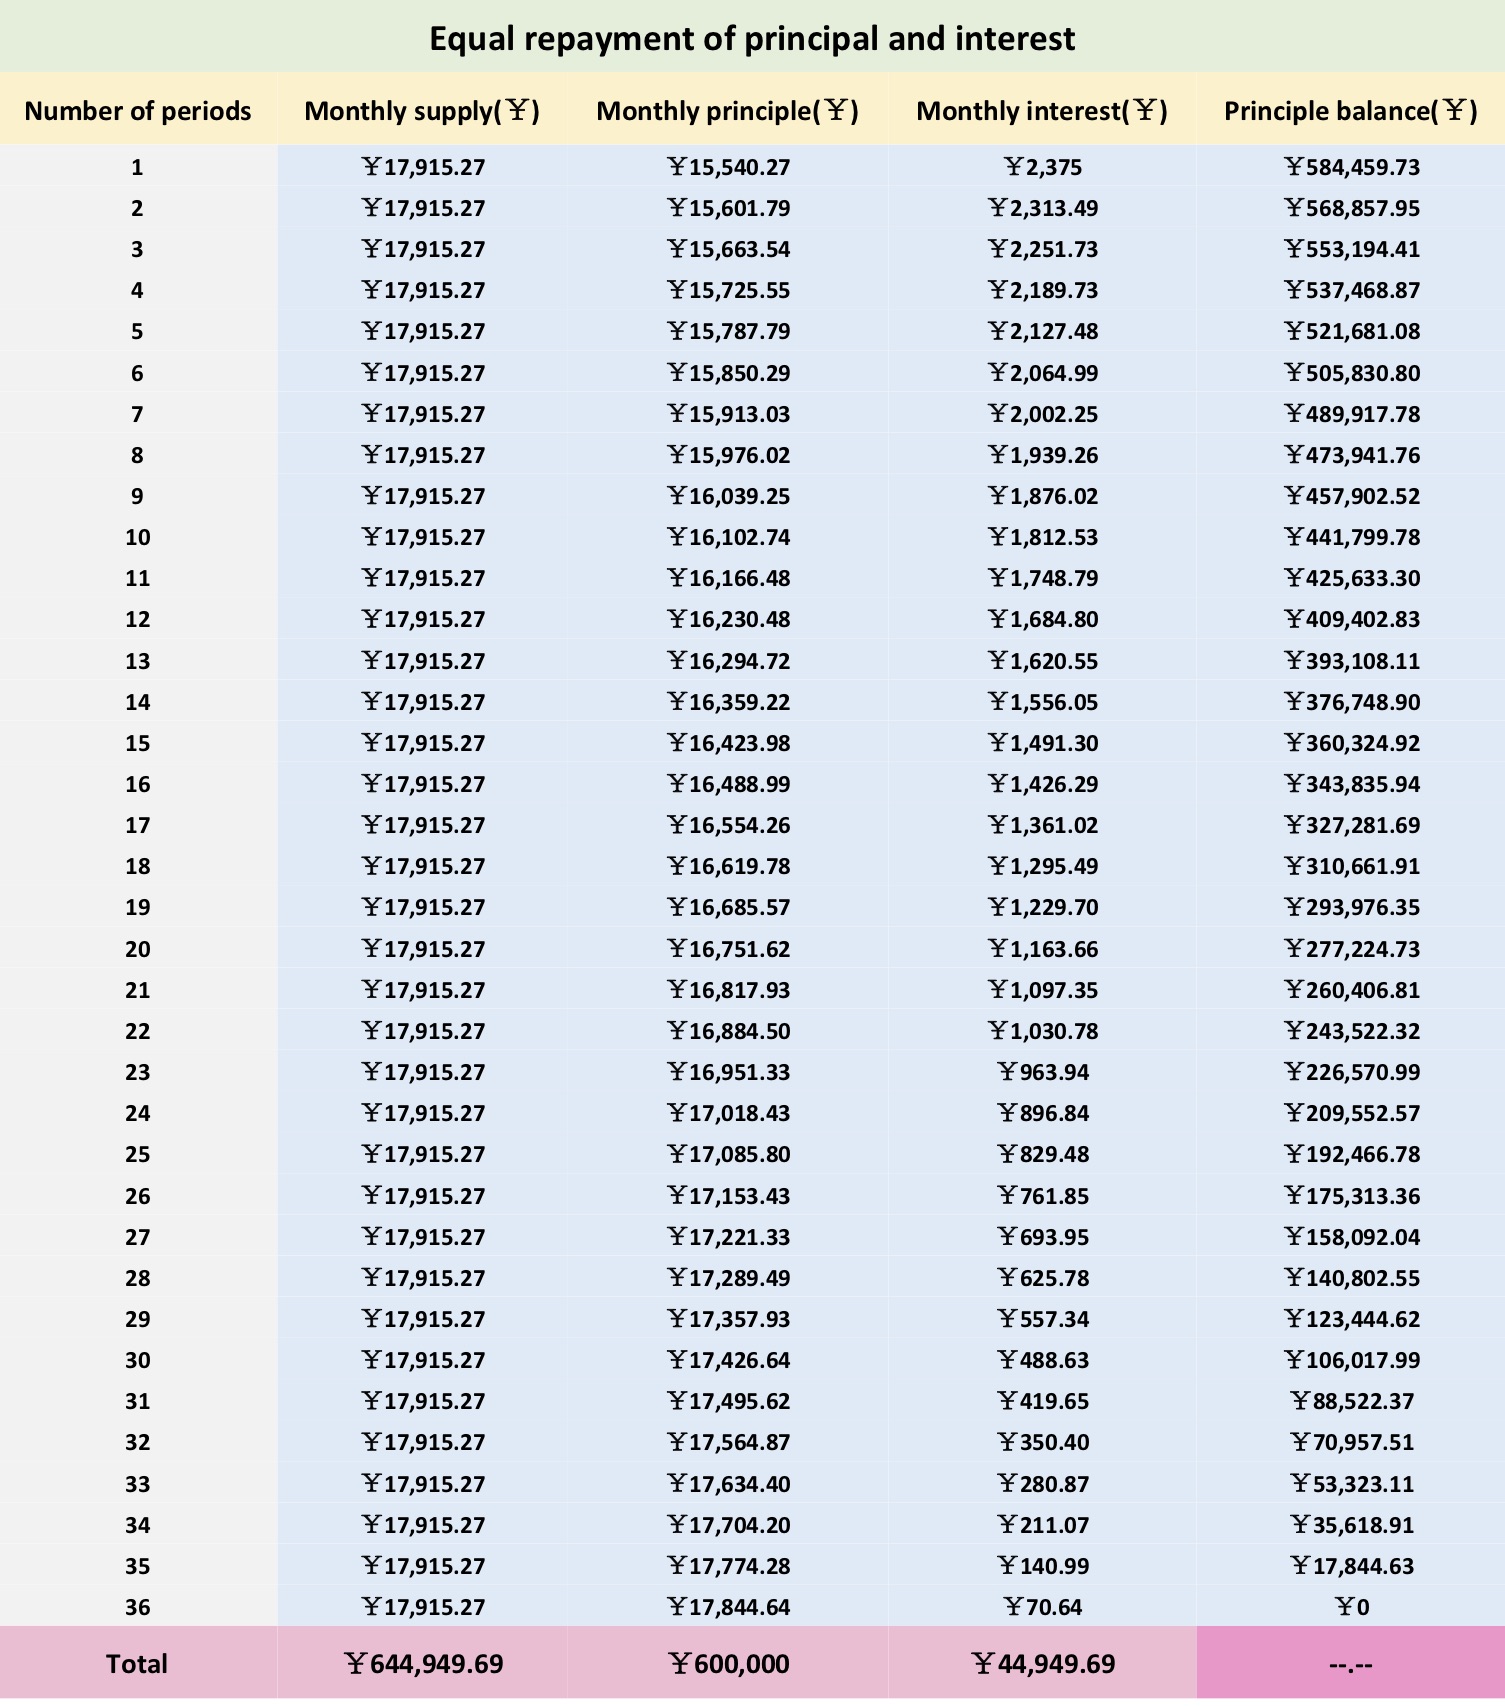 Equal repayment of principal and interest
Number of periods Monthly supply(¥) Monthly principle(¥) Monthly interest(¥) Principle balance(¥)
1 ¥17,915.27 ¥15,540.27 ¥2,375 ¥584,459.73
2 ¥17,915.27 ¥15,601.79 ¥2,313.49 ¥568,857.95
3 ¥17,915.27 ¥15,663.54 ¥2,251.73 ¥553,194.41
4 ¥17,915.27 ¥15,725.55 ¥2,189.73 ¥537,468.87
5 ¥17,915.27 ¥15,787.79 ¥2,127.48 ¥521,681.08
6 ¥17,915.27 ¥15,850.29 ¥2,064.99 ¥505,830.80
7 ¥17,915.27 ¥15,913.03 ¥2,002.25 ¥489,917.78
8 ¥17,915.27 ¥15,976.02 ¥1,939.26 ¥473,941.76
9 ¥17,915.27 ¥16,039.25 ¥1,876.02 ¥457,902.52
10 ¥17,915.27 ¥16,102.74 ¥1,812.53 ¥441,799.78
11 ¥17,915.27 ¥16,166.48 ¥1,748.79 ¥425,633.30
12 ¥17,915.27 ¥16,230.48 ¥1,684.80 ¥409,402.83
13 ¥17,915.27 ¥16,294.72 ¥1,620.55 ¥393,108.11
14 ¥17,915.27 ¥16,359.22 ¥1,556.05 ¥376,748.90
15 ¥17,915.27 ¥16,423.98 ¥1,491.30 ¥360,324.92
16 ¥17,915.27 ¥16,488.99 ¥1,426.29 ¥343,835.94
17 ¥17,915.27 ¥16,554.26 ¥1,361.02 ¥327,281.69
18 ¥17,915.27 ¥16,619.78 ¥1,295.49 ¥310,661.91
19 ¥17,915.27 ¥16,685.57 ¥1,229.70 ¥293,976.35
20 ¥17,915.27 ¥16,751.62 ¥1,163.66 ¥277,224.73
21 ¥17,915.27 ¥16,817.93 ¥1,097.35 ¥260,406.81
22 ¥17,915.27 ¥16,884.50 ¥1,030.78 ¥243,522.32
23 ¥17,915.27 ¥16,951.33 ¥963.94 ¥226,570.99
24 ¥17,915.27 ¥17,018.43 ¥896.84 ¥209,552.57
25 ¥17,915.27 ¥17,085.80 ¥829.48 ¥192,466.78
26 ¥17,915.27 ¥17,153.43 ¥761.85 ¥175,313.36
27 ¥17,915.27 ¥17,221.33 ¥693.95 ¥158,092.04
28 ¥17,915.27 ¥17,289.49 ¥625.78 ¥140,802.55
29 ¥17,915.27 ¥17,357.93 ¥557.34 ¥123,444.62
30 ¥17,915.27 ¥17,426.64 ¥488.63 ¥106,017.99
31 ¥17,915.27 ¥17,495.62 ¥419.65 ¥88,522.37
32 ¥17,915.27 ¥17,564.87 ¥350.40 ¥70,957.51
33 ¥17,915.27 ¥17,634.40 ¥280.87 ¥53,323.11
34 ¥17,915.27 ¥17,704.20 ¥211.07 ¥35,618.91
35 ¥17,915.27 ¥17,774.28 ¥140.99 ¥17,844.63
36 ¥17,915.27 ¥17,844.64 ¥70.64 ¥0
Total ¥644,949.69 ¥600,000 ¥44,949.69 --.--